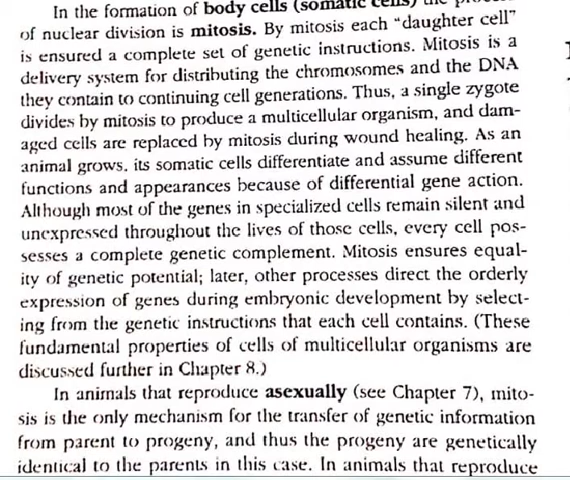 In the formation of body cells (somatic cells) the
of nuclear division is mitosis. By mitosis each "daughter cell"
is ensured a complete set of genetic instructions. Mitosis is a
delivery system for distributing the chromosomes and the DNA
they contain to continuing cell generations. Thus, a single zygote
divides by mitosis to produce a multicellular organism, and dam-
aged cells are replaced by mitosis during wound healing. As an
animal grows, its somatic cells differentiate and assume different
functions and appearances because of differential gene action.
Although most of the genes in specialized cells remain silent and
unexpressed throughout the lives of those cells, every cell pos-
sesses a complete genetic complement. Mitosis ensures equal-
ity of genetic potential; later, other processes direct the orderly
expression of genes during embryonic development by select-
ing from the genetic instructions that each cell contains. (These
fundamental properties of cells of multicellular organisms are
discussed further in Chapter 8.)
In animals that reproduce asexually (see Chapter 7), mito-
sis is the only mechanism for the transfer of genetic information
from parent to progeny, and thus the progeny are genetically
identical to the parents in this case. In animals that reproduce